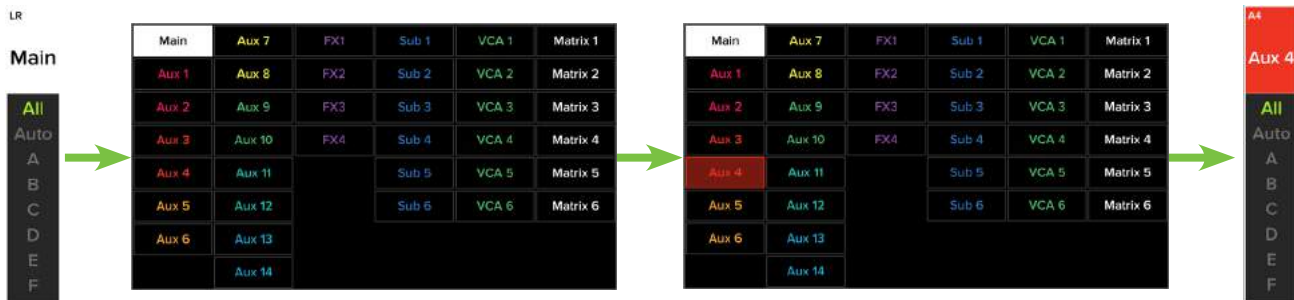 LR
Main
All
Auto
A
B
C
D
E
F
Main Aux 7 FX1 Sub 1 VCA 1 Matrix 1
Aux 1 Aux 8 FX2 Sub 2 VCA 2 Matrix 2
Aux 2 Aux 9 FX3 Sub 3 VCA 3 Matrix 3
Aux 3 Aux 10 FX4 Sub 4 VCA 4 Matrix 4
Aux 4 Aux 11 Sub 5 VCA 5 Matrix 5
Aux 5 Aux 12 Sub 6 VCA 6 Matrix 6
Aux 6 Aux 13
Aux 14
Main Aux 7 FX1 Sub 1 VCA 1 Matrix 1
Aux 1 Aux 8 FX2 Sub 2 VCA 2 Matrix 2
Aux 2 Aux 9 FX3 Sub 3 VCA 3 Matrix 3
Aux 3 Aux 10 FX4 Sub 4 VCA 4 Matrix 4
Aux 4 Aux 11 Sub 5 VCA 5 Matrix 5
Aux 5 Aux 12 Sub 6 VCA 6 Matrix 6
Aux 6 Aux 13
Aux 14
A4
Aux 4
All
Auto
A
B
C
D
E
F